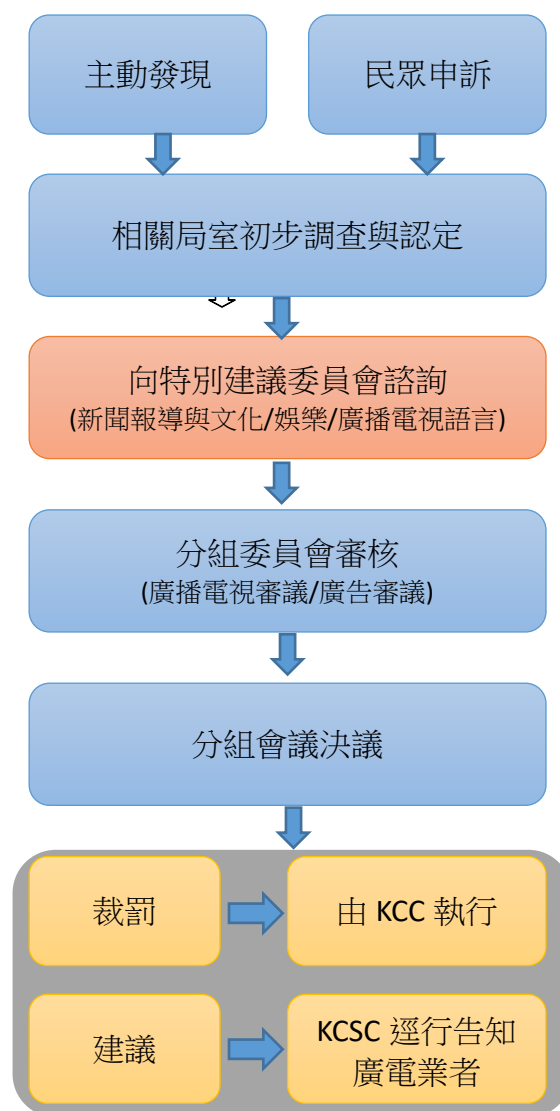 主動發現
民眾申訴
相關局室初步調查與認定
向特別建議委員會諮詢
(新聞報導與文化/娛樂/廣播電視語言)
分組委員會審核
(廣播電視審議/廣告審議)
分組會議決議
裁罰
由 KCC 執行
建議
KCSC 逕行告知
廣電業者